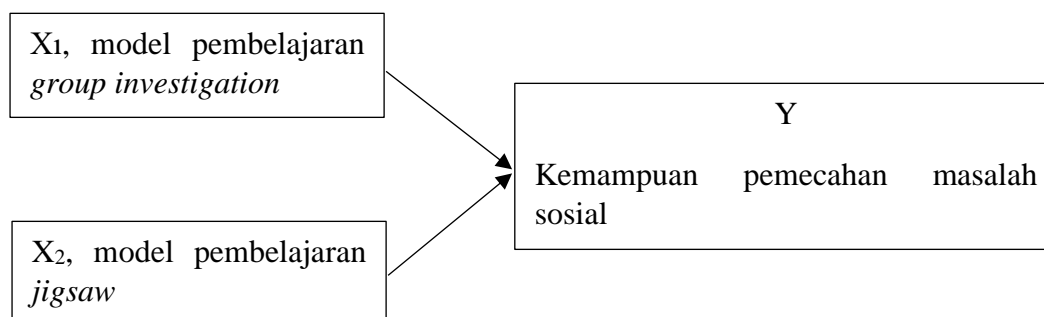 X1, model pembelajaran
group investigation
Y
Kemampuan pemecahan masalah
sosial
X2, model pembelajaran
jigsaw